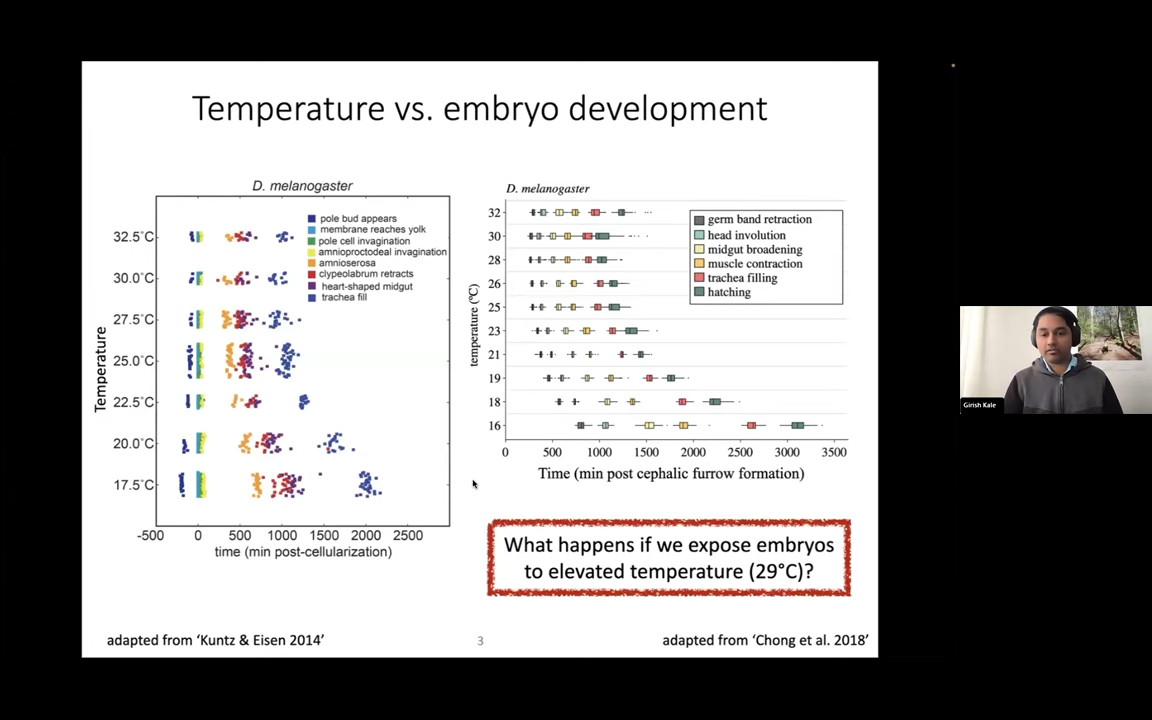 Temperature vs. embryo development
D. melanogaster
pole bud appears
membrane reaches yolk
pole cell invagination
amnioproctodeal invagination
amnioserosa
clypeolabrum retracts
heart-shaped midgut
trachea fill
32.5°C
30.0°C
27.5°C
25.0°C
22.5°C
20.0°C
17.5°C
Temperature
-500 0 500 1000 1500 2000 2500
time (min post-cellularization)
D. melanogaster
germ band retraction
head involution
midgut broadening
muscle contraction
trachea filling
hatching
32
30
28
26
25
23
21
19
18
16
temperature (°C)
0 500 1000 1500 2000 2500 3000 3500
Time (min post cephalic furrow formation)
What happens if we expose embryos
to elevated temperature (29°C)?
adapted from ‘Kuntz & Eisen 2014’
3
adapted from ‘Chong et al. 2018’
Girish Kale